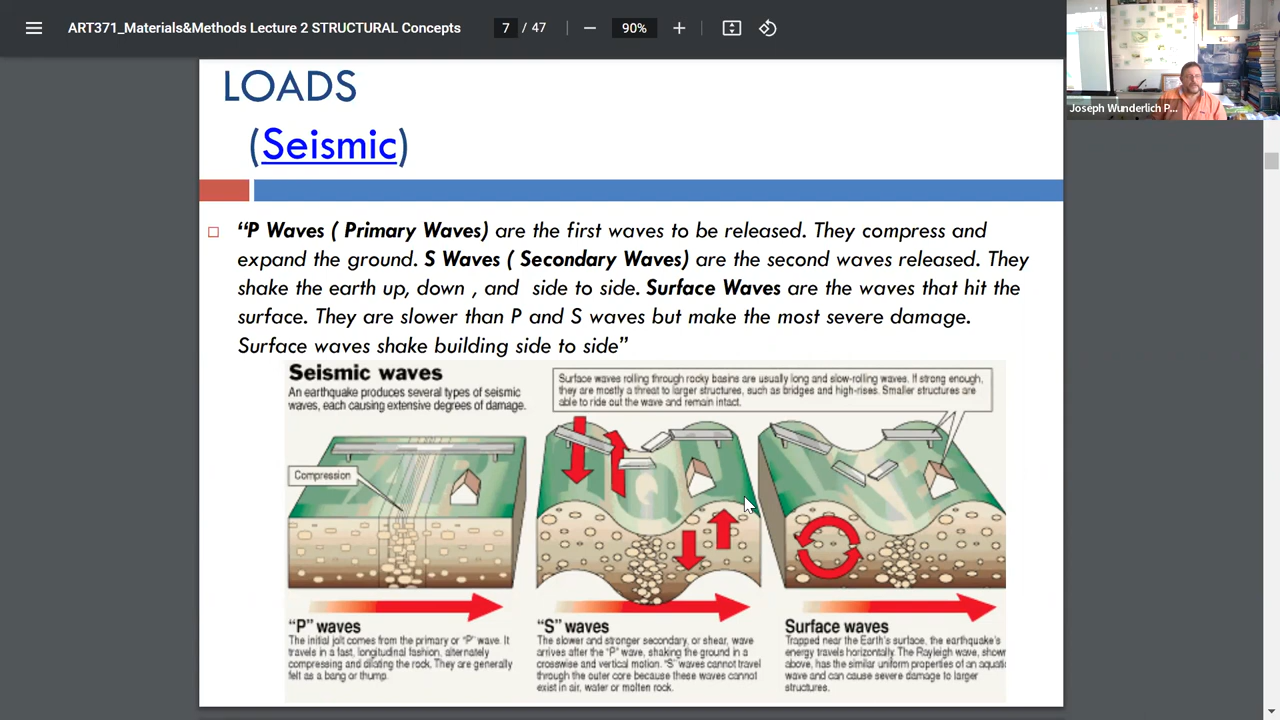 ART371_Materials&Methods Lecture 2 STRUCTURAL Concepts
7 / 47
90%
Joseph Wunderlich P...
LOADS
(Seismic)
“P Waves ( Primary Waves) are the first waves to be released. They compress and
expand the ground. S Waves ( Secondary Waves) are the second waves released. They
shake the earth up, down , and side to side. Surface Waves are the waves that hit the
surface. They are slower than P and S waves but make the most severe damage.
Surface waves shake building side to side”
Seismic waves
An earthquake produces several types of seismic
waves, each causing extensive degrees of damage.
Surface waves rolling through rocky basins are usually long and slow-rolling waves. If strong enough,
they are mostly a threat to larger structures, such as bridges and high-rises. Smaller structures are
able to ride out the wave and remain intact.
Compression
“P” waves
The initial jolt comes from the primary or “P” wave. It
travels in a fast, longitudinal fashion, alternately
compressing and dilating the rock. They are generally
felt as a bang or thump.
“S” waves
The slower and stronger secondary, or shear, wave
arrives after the “P” wave, shaking the ground in a
crosswise and vertical motion. “S” waves cannot travel
through the outer core because these waves cannot
exist in air, water or molten rock.
Surface waves
Trapped near the Earth's surface, the earthquake's
energy travels horizontally. The Rayleigh wave, shown
above, has the similar uniform properties of an aquatic
wave and can cause severe damage to larger
structures.